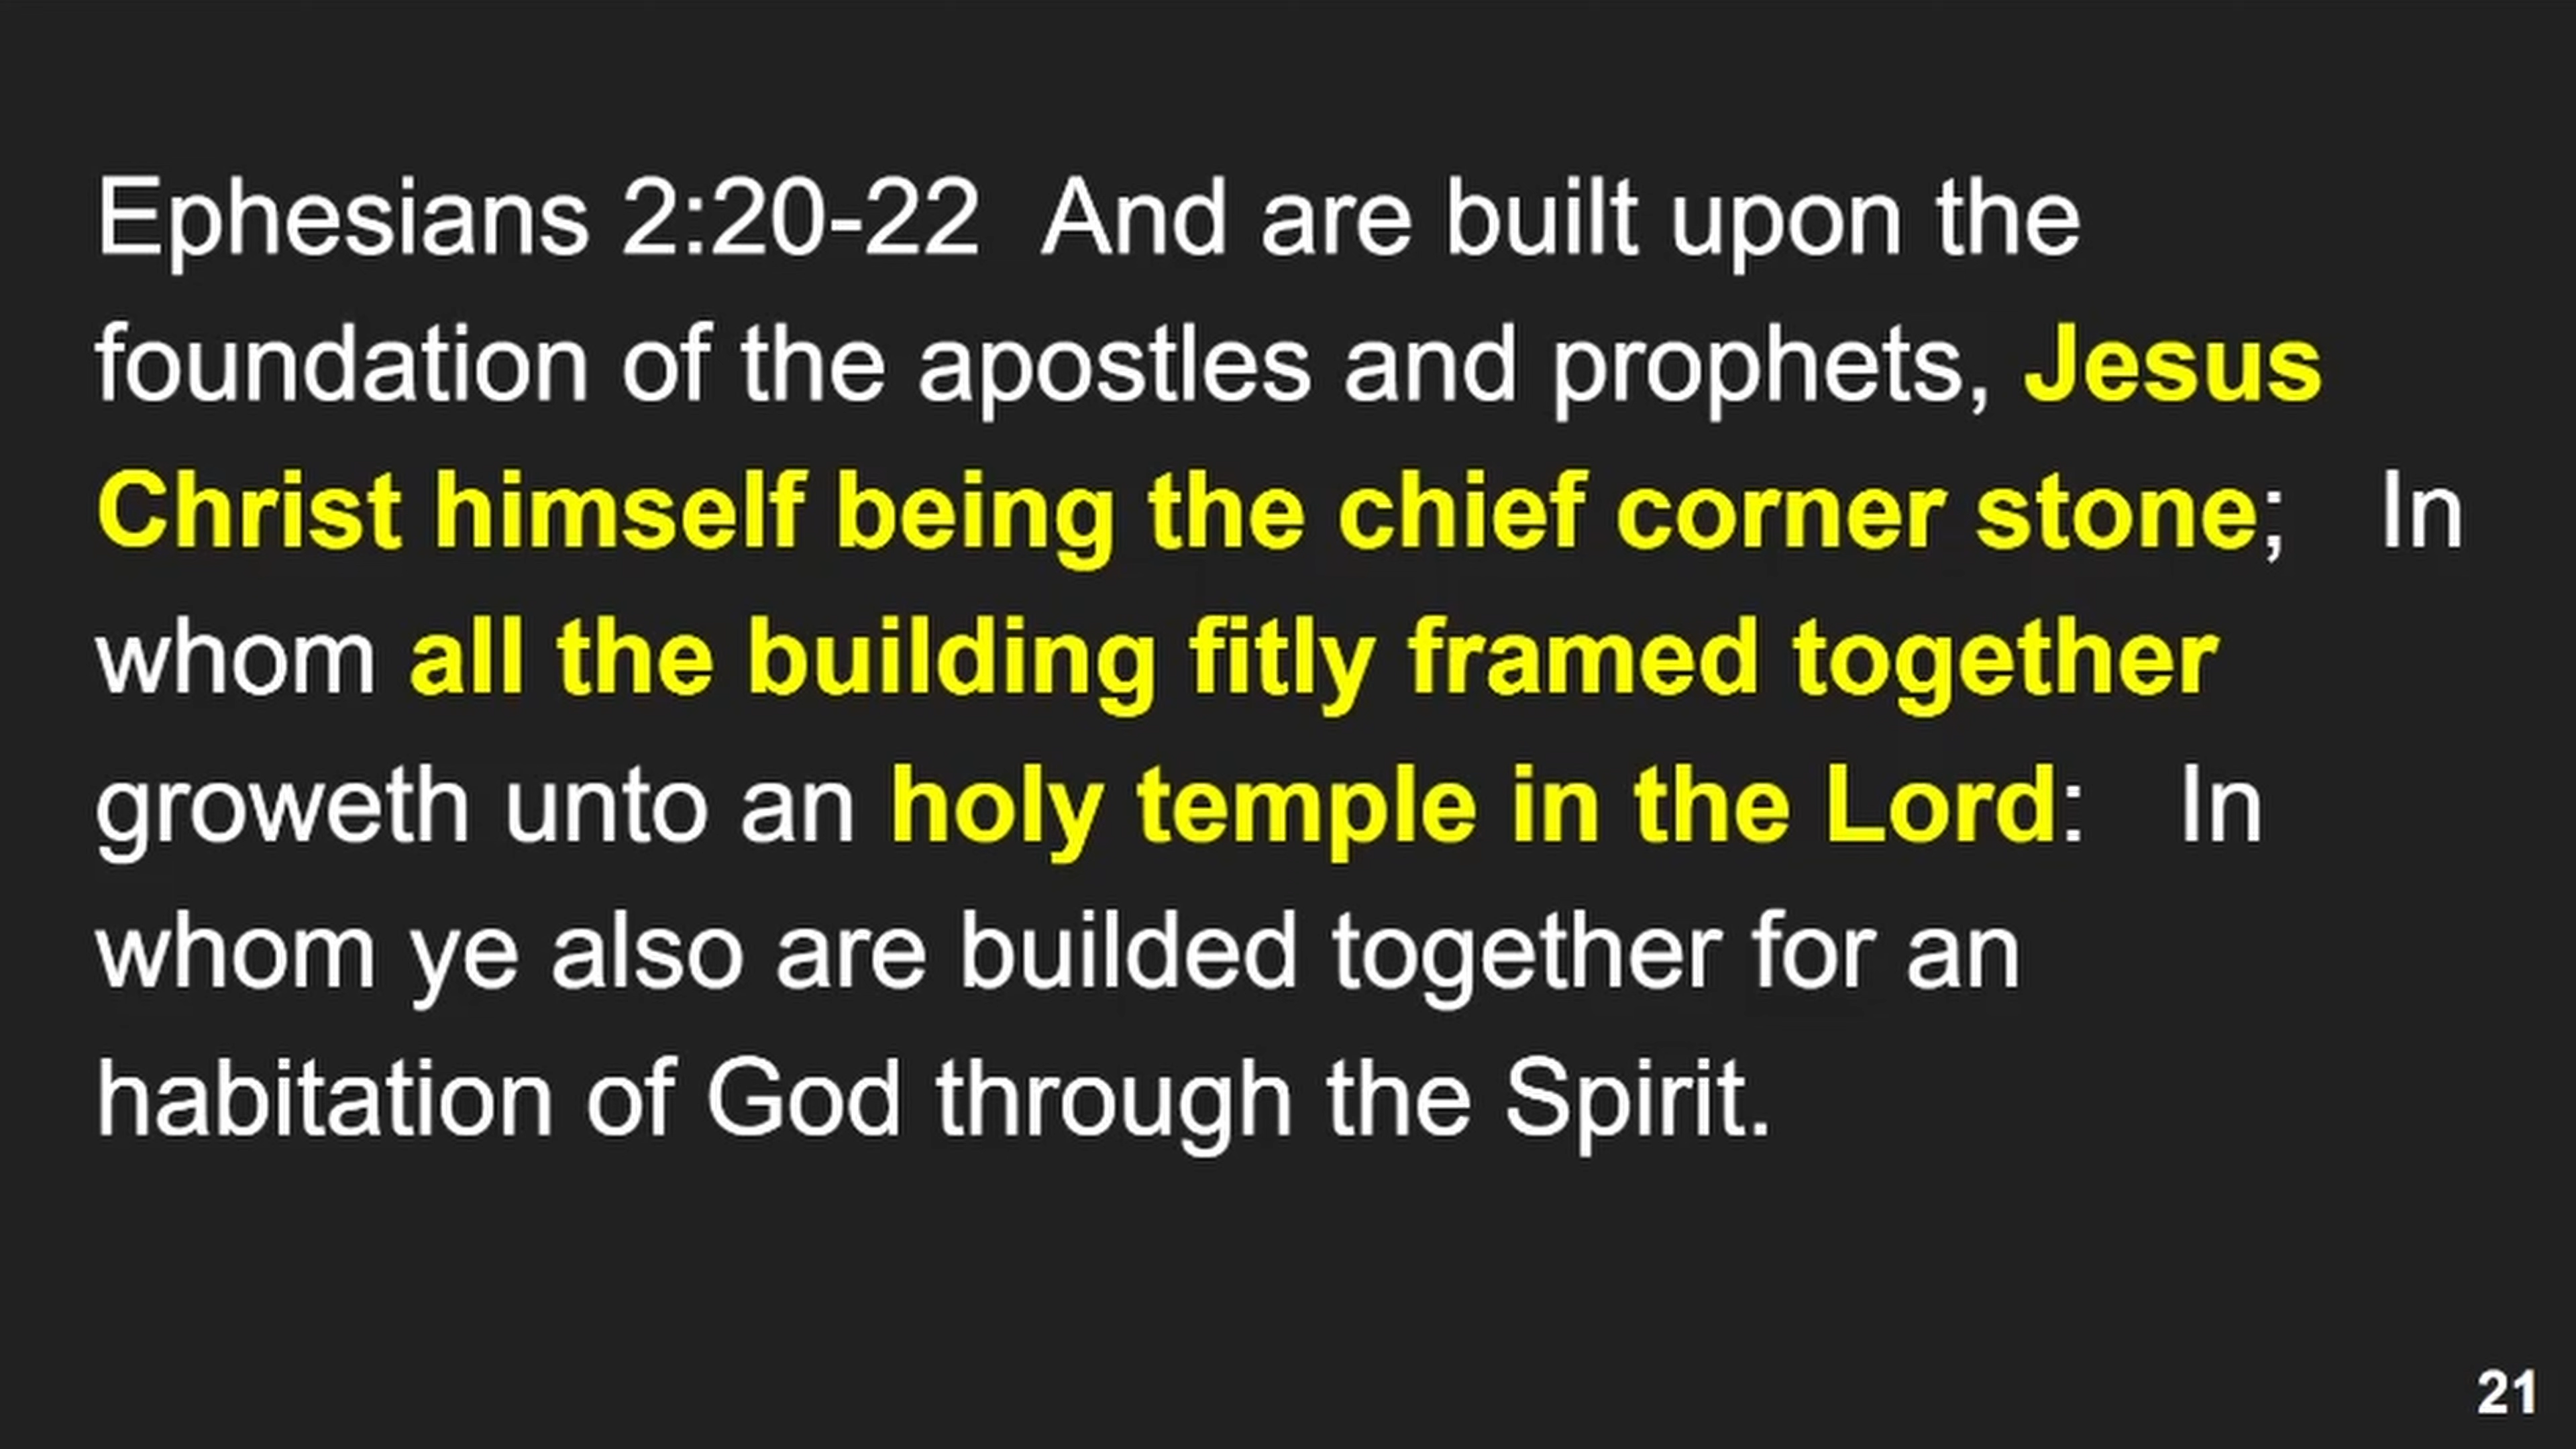 Ephesians 2:20-22  And are built upon the
foundation of the apostles and prophets, Jesus
Christ himself being the chief corner stone;   In
whom all the building fitly framed together
groweth unto an holy temple in the Lord:   In
whom ye also are builded together for an
habitation of God through the Spirit.
21